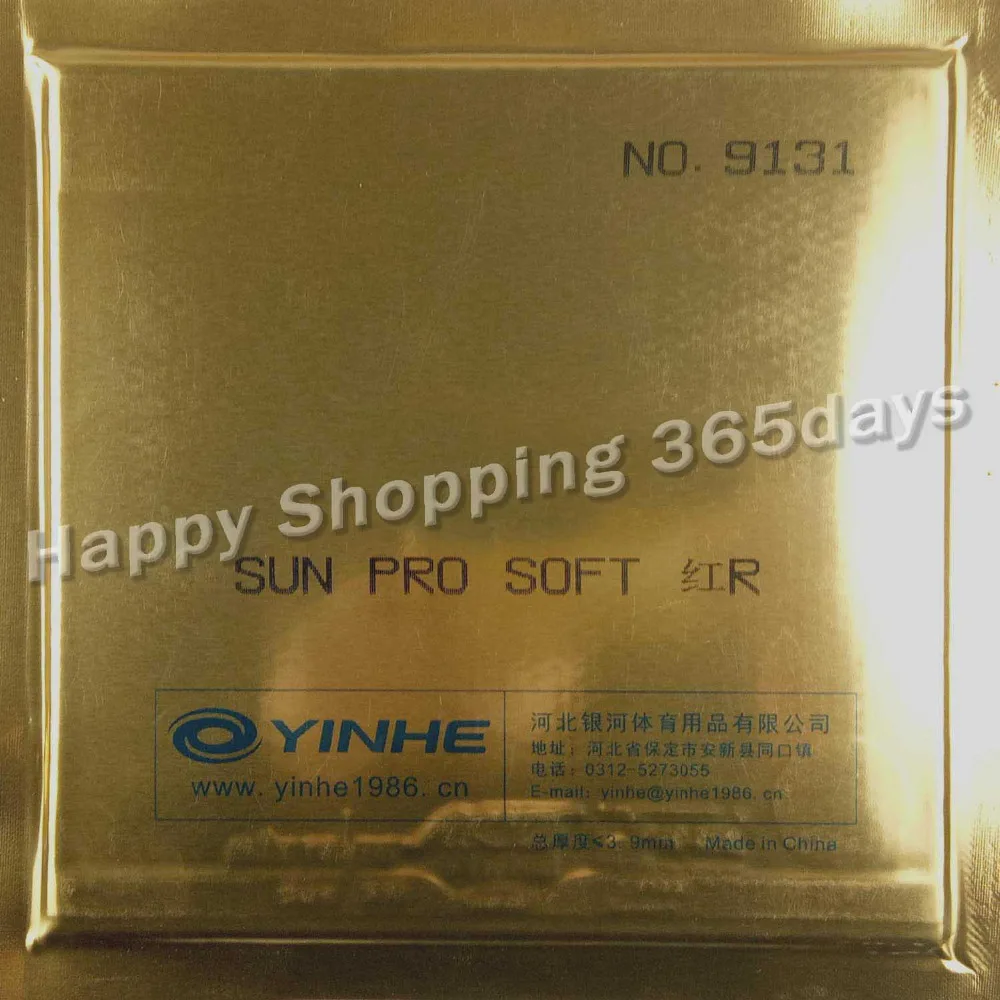 NO. 9131
Happy Shopping 365days
SUN PRO SOFT 红R
YINHE
www. yinhe1986. cn
河北银河体育用品有限公司
地址: 河北省保定市安新县同口镇
电话: 0312-5273055
E-mail: yinhe@yinhe1986. cn
总厚度≤3. 9mm Made in China